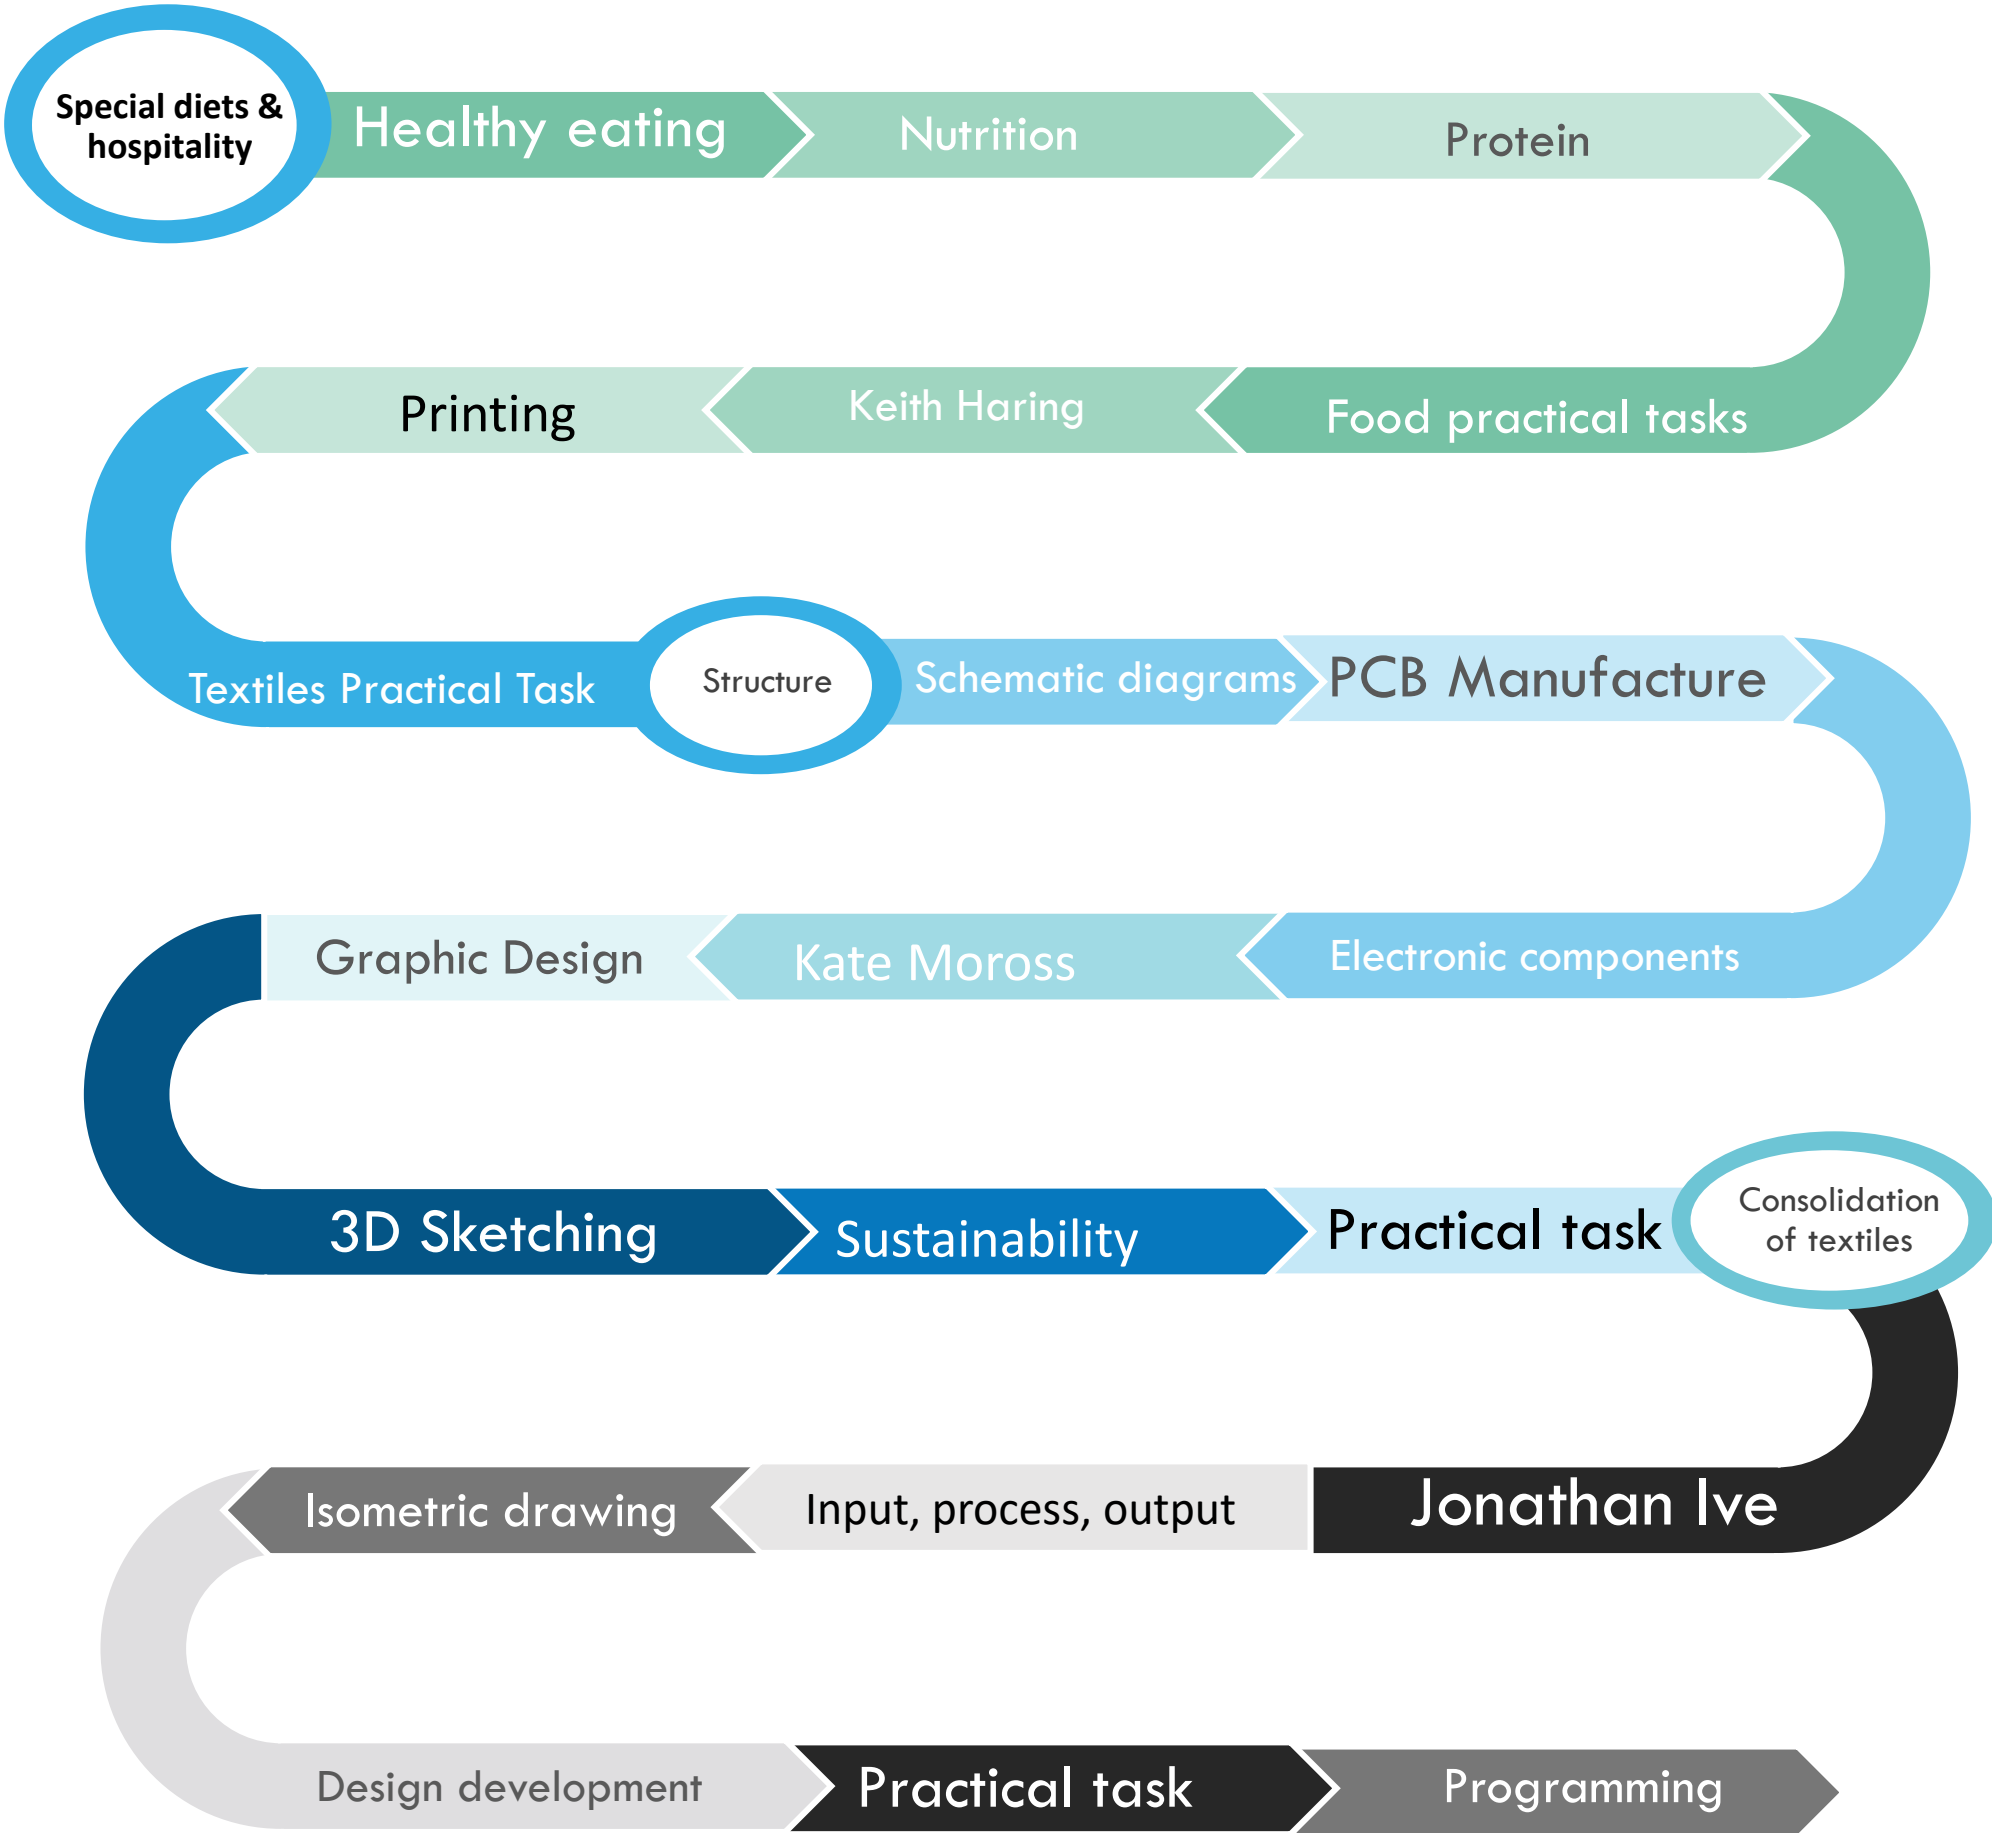 Special diets &
hospitality
Healthy eating
Nutrition
Protein
Food practical tasks
Keith Haring
Printing
Textiles Practical Task
Structure
Schematic diagrams
PCB Manufacture
Electronic components
Kate Moross
Graphic Design
3D Sketching
Sustainability
Practical task
Consolidation
of textiles
Jonathan Ive
Input, process, output
Isometric drawing
Design development
Practical task
Programming